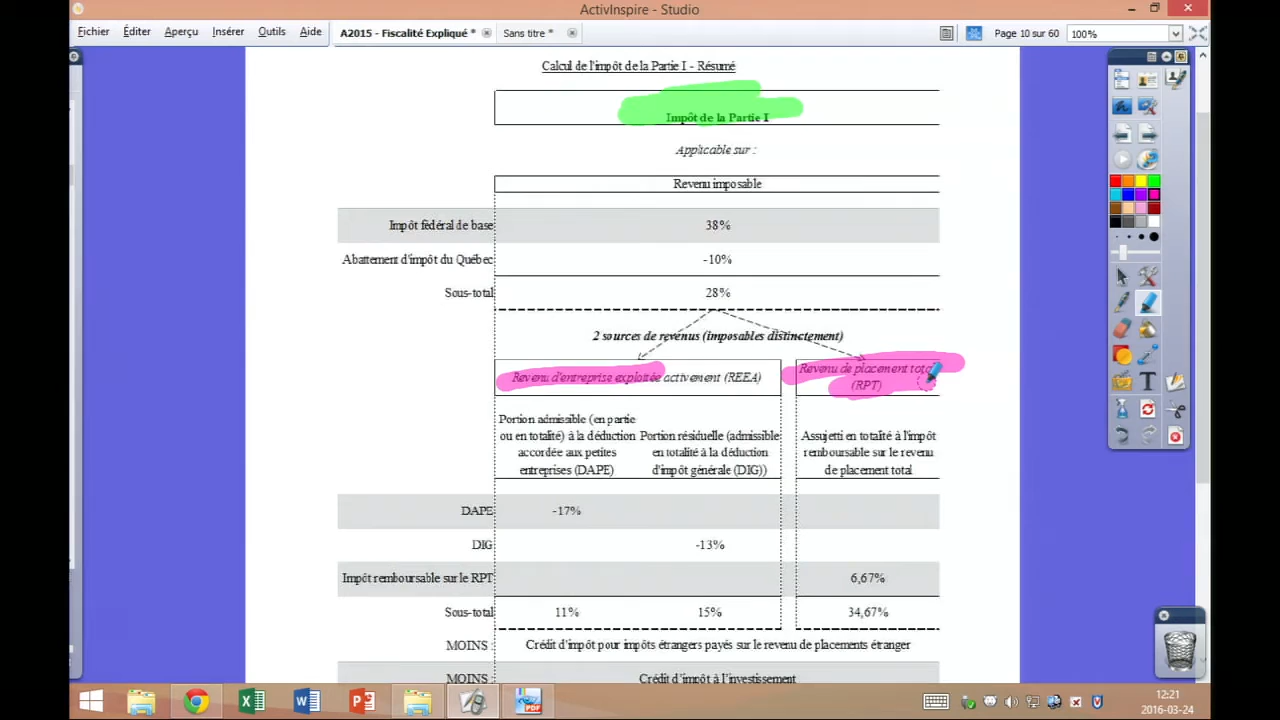 ActivInspire - Studio
Fichier Éditer Aperçu Insérer Outils Aide A2015 - Fiscalité Expliqué * Sans titre * Page 10 sur 60 100%
Calcul de l'impôt de la Partie I - Résumé
Impôt de la Partie I
Applicable sur :
Revenu imposable
Impôt fédéral de base 38%
Abattement d'impôt du Québec -10%
Sous-total 28%
2 sources de revenus (imposables distinctement)
Revenu d'entreprise exploitée activement (REEA)
Revenu de placement total
(RPT)
Portion admissible (en partie
ou en totalité) à la déduction
accordée aux petites
entreprises (DAPE)
Portion résiduelle (admissible
en totalité à la déduction
d'impôt générale (DIG))
Assujetti en totalité à l'impôt
remboursable sur le revenu
de placement total
DAPE -17%
DIG -13%
Impôt remboursable sur le RPT 6,67%
Sous-total 11% 15% 34,67%
MOINS : Crédit d'impôt pour impôts étrangers payés sur le revenu de placements étranger
MOINS : Crédit d'impôt à l'investissement
12:21
2016-03-24